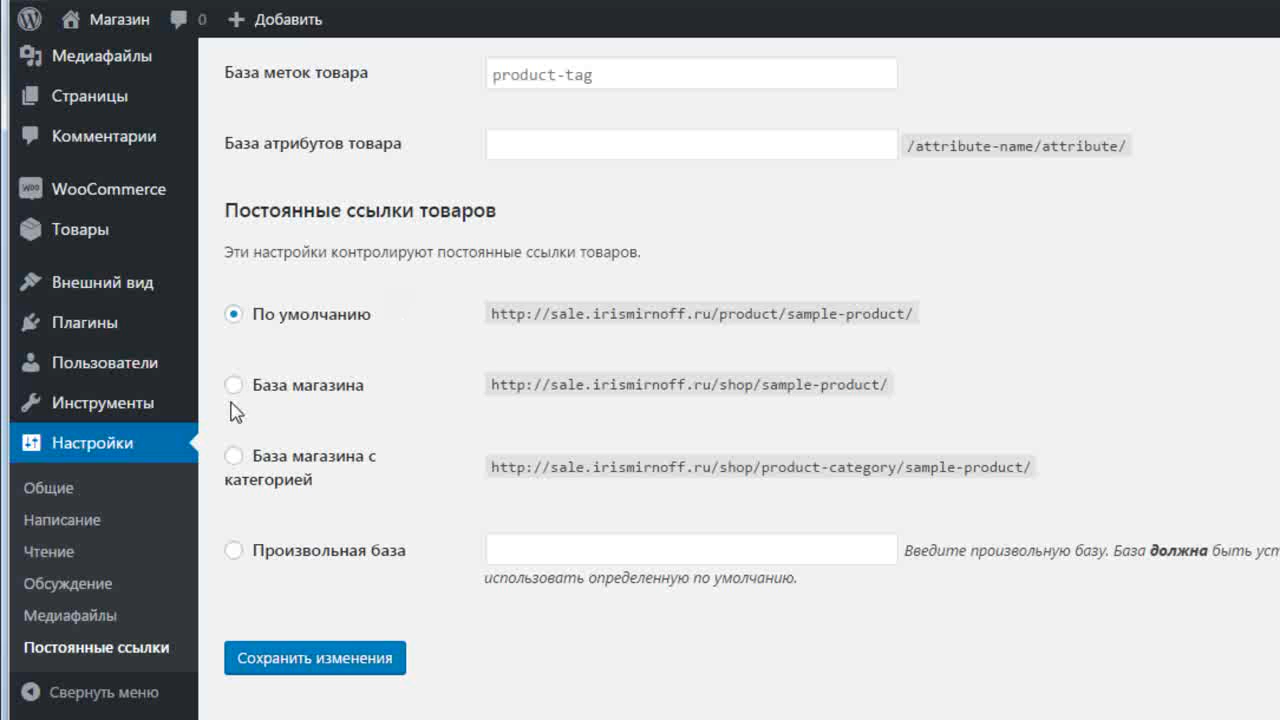 Магазин 0 Добавить
Медиафайлы
Страницы
Комментарии
WooCommerce
Товары
Внешний вид
Плагины
Пользователи
Инструменты
Настройки
Общие
Написание
Чтение
Обсуждение
Медиафайлы
Постоянные ссылки
Свернуть меню
База меток товара product-tag
База атрибутов товара /attribute-name/attribute/
Постоянные ссылки товаров
Эти настройки контролируют постоянные ссылки товаров.
По умолчанию http://sale.irismirnoff.ru/product/sample-product/
База магазина http://sale.irismirnoff.ru/shop/sample-product/
База магазина с
категорией http://sale.irismirnoff.ru/shop/product-category/sample-product/
Произвольная база Введите произвольную базу. База должна быть уст
использовать определенную по умолчанию.
Сохранить изменения